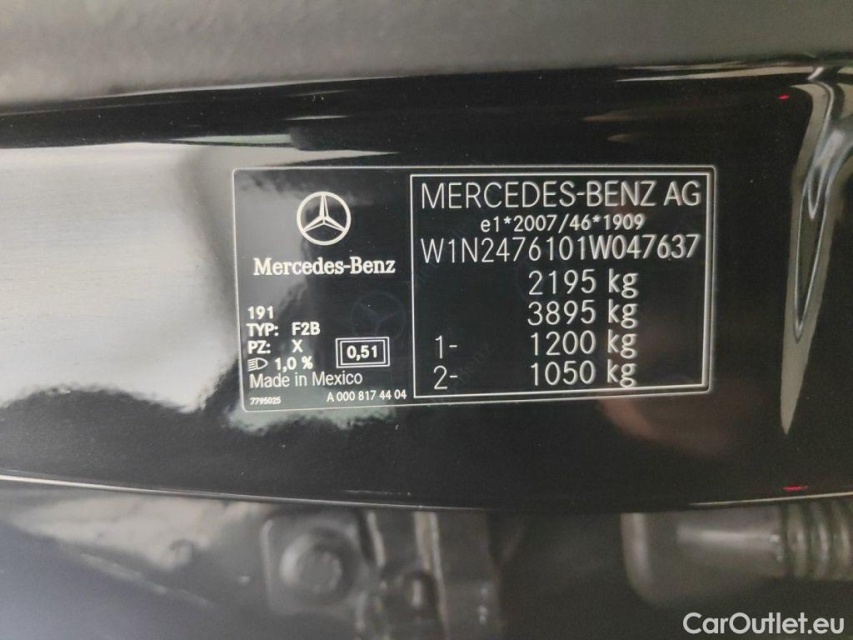 Mercedes-Benz
191
TYP: F2B
PZ: X
1,0 %
0,51
Made in Mexico
7795025
A 000 817 44 04
MERCEDES-BENZ AG
e1*2007/46*1909
W1N2476101W047637
2195 kg
3895 kg
1- 1200 kg
2- 1050 kg
CarOutlet.eu